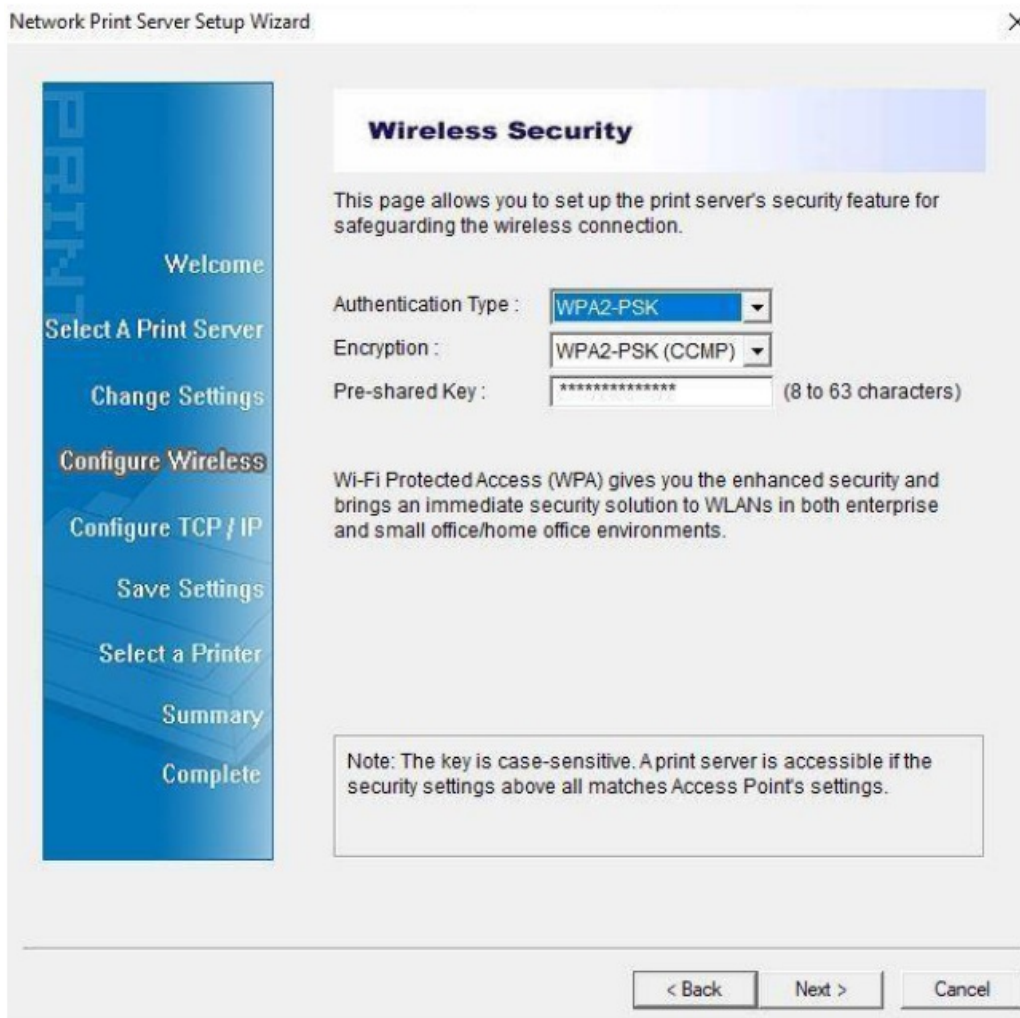 Network Print Server Setup Wizard
PRINT
Welcome
Select A Print Server
Change Settings
Configure Wireless
Configure TCP / IP
Save Settings
Select a Printer
Summary
Complete
Wireless Security
This page allows you to set up the print server's security feature for
safeguarding the wireless connection.
Authentication Type : WPA2-PSK
Encryption : WPA2-PSK (CCMP)
Pre-shared Key : ************** (8 to 63 characters)
Wi-Fi Protected Access (WPA) gives you the enhanced security and
brings an immediate security solution to WLANs in both enterprise
and small office/home office environments.
Note: The key is case-sensitive. A print server is accessible if the
security settings above all matches Access Point's settings.
< Back Next > Cancel